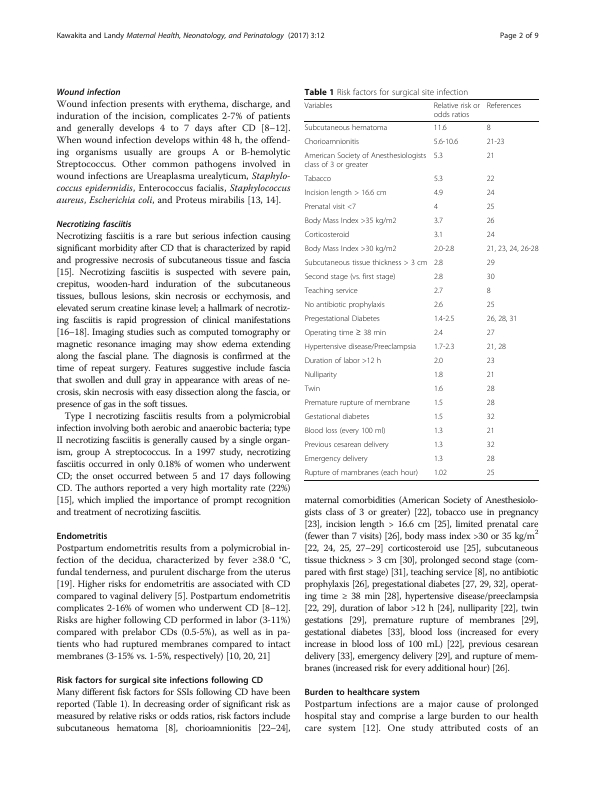 Kawakita and Landy Maternal Health, Neonatology, and Perinatology (2017) 3:12
Page 2 of 9
Wound infection
Wound infection presents with erythema, discharge, and
induration of the incision, complicates 2-7% of patients
and generally develops 4 to 7 days after CD [8–12].
When wound infection develops within 48 h, the offend-
ing organisms usually are groups A or B-hemolytic
Streptococcus. Other common pathogens involved in
wound infections are Ureaplasma urealyticum, Staphylo-
coccus epidermidis, Enterococcus facialis, Staphylococcus
aureus, Escherichia coli, and Proteus mirabilis [13, 14].
Necrotizing fasciitis
Necrotizing fasciitis is a rare but serious infection causing
significant morbidity after CD that is characterized by rapid
and progressive necrosis of subcutaneous tissue and fascia
[15]. Necrotizing fasciitis is suspected with severe pain,
crepitus, wooden-hard induration of the subcutaneous
tissues, bullous lesions, skin necrosis or ecchymosis, and
elevated serum creatine kinase level; a hallmark of necrotiz-
ing fasciitis is rapid progression of clinical manifestations
[16–18]. Imaging studies such as computed tomography or
magnetic resonance imaging may show edema extending
along the fascial plane. The diagnosis is confirmed at the
time of repeat surgery. Features suggestive include fascia
that swollen and dull gray in appearance with areas of ne-
crosis, skin necrosis with easy dissection along the fascia, or
presence of gas in the soft tissues.
Type I necrotizing fasciitis results from a polymicrobial
infection involving both aerobic and anaerobic bacteria; type
II necrotizing fasciitis is generally caused by a single organ-
ism, group A streptococcus. In a 1997 study, necrotizing
fasciitis occurred in only 0.18% of women who underwent
CD; the onset occurred between 5 and 17 days following
CD. The authors reported a very high mortality rate (22%)
[15], which implied the importance of prompt recognition
and treatment of necrotizing fasciitis.
Endometritis
Postpartum endometritis results from a polymicrobial in-
fection of the decidua, characterized by fever ≥38.0 °C,
fundal tenderness, and purulent discharge from the uterus
[19]. Higher risks for endometritis are associated with CD
compared to vaginal delivery [5]. Postpartum endometritis
complicates 2-16% of women who underwent CD [8–12].
Risks are higher following CD performed in labor (3-11%)
compared with prelabor CDs (0.5-5%), as well as in pa-
tients who had ruptured membranes compared to intact
membranes (3-15% vs. 1-5%, respectively) [10, 20, 21]
Risk factors for surgical site infections following CD
Many different fisk factors for SSIs following CD have been
reported (Table 1). In decreasing order of significant risk as
measured by relative risks or odds ratios, risk factors include
subcutaneous hematoma [8], chorioamnionitis [22–24],
Table 1 Risk factors for surgical site infection
Variables Relative risk or References
odds ratios
Subcutaneous hematoma 11.6 8
Chorioamnionitis 5.6-10.6 21-23
American Society of Anesthesiologists 5.3 21
class of 3 or greater
Tabacco 5.3 22
Incision length > 16.6 cm 4.9 24
Prenatal visit <7 4 25
Body Mass Index >35 kg/m2 3.7 26
Corticosteroid 3.1 24
Body Mass Index >30 kg/m2 2.0-2.8 21, 23, 24, 26-28
Subcutaneous tissue thickness > 3 cm 2.8 29
Second stage (vs. first stage) 2.8 30
Teaching service 2.7 8
No antibiotic prophylaxis 2.6 25
Pregestational Diabetes 1.4-2.5 26, 28, 31
Operating time ≥ 38 min 2.4 27
Hypertensive disease/Preeclampsia 1.7-2.3 21, 28
Duration of labor >12 h 2.0 23
Nulliparity 1.8 21
Twin 1.6 28
Premature rupture of membrane 1.5 28
Gestational diabetes 1.5 32
Blood loss (every 100 ml) 1.3 21
Previous cesarean delivery 1.3 32
Emergency delivery 1.3 28
Rupture of mambranes (each hour) 1.02 25
maternal comorbidities (American Society of Anesthesiolo-
gists class of 3 or greater) [22], tobacco use in pregnancy
[23], incision length > 16.6 cm [25], limited prenatal care
(fewer than 7 visits) [26], body mass index >30 or 35 kg/m2
[22, 24, 25, 27–29] corticosteroid use [25], subcutaneous
tissue thickness > 3 cm [30], prolonged second stage (com-
pared with first stage) [31], teaching service [8], no antibiotic
prophylaxis [26], pregestational diabetes [27, 29, 32], operat-
ing time ≥ 38 min [28], hypertensive disease/preeclampsia
[22, 29], duration of labor >12 h [24], nulliparity [22], twin
gestations [29], premature rupture of membranes [29],
gestational diabetes [33], blood loss (increased for every
increase in blood loss of 100 mL) [22], previous cesarean
delivery [33], emergency delivery [29], and rupture of mem-
branes (increased risk for every additional hour) [26].
Burden to healthcare system
Postpartum infections are a major cause of prolonged
hospital stay and comprise a large burden to our health
care system [12]. One study attributed costs of an